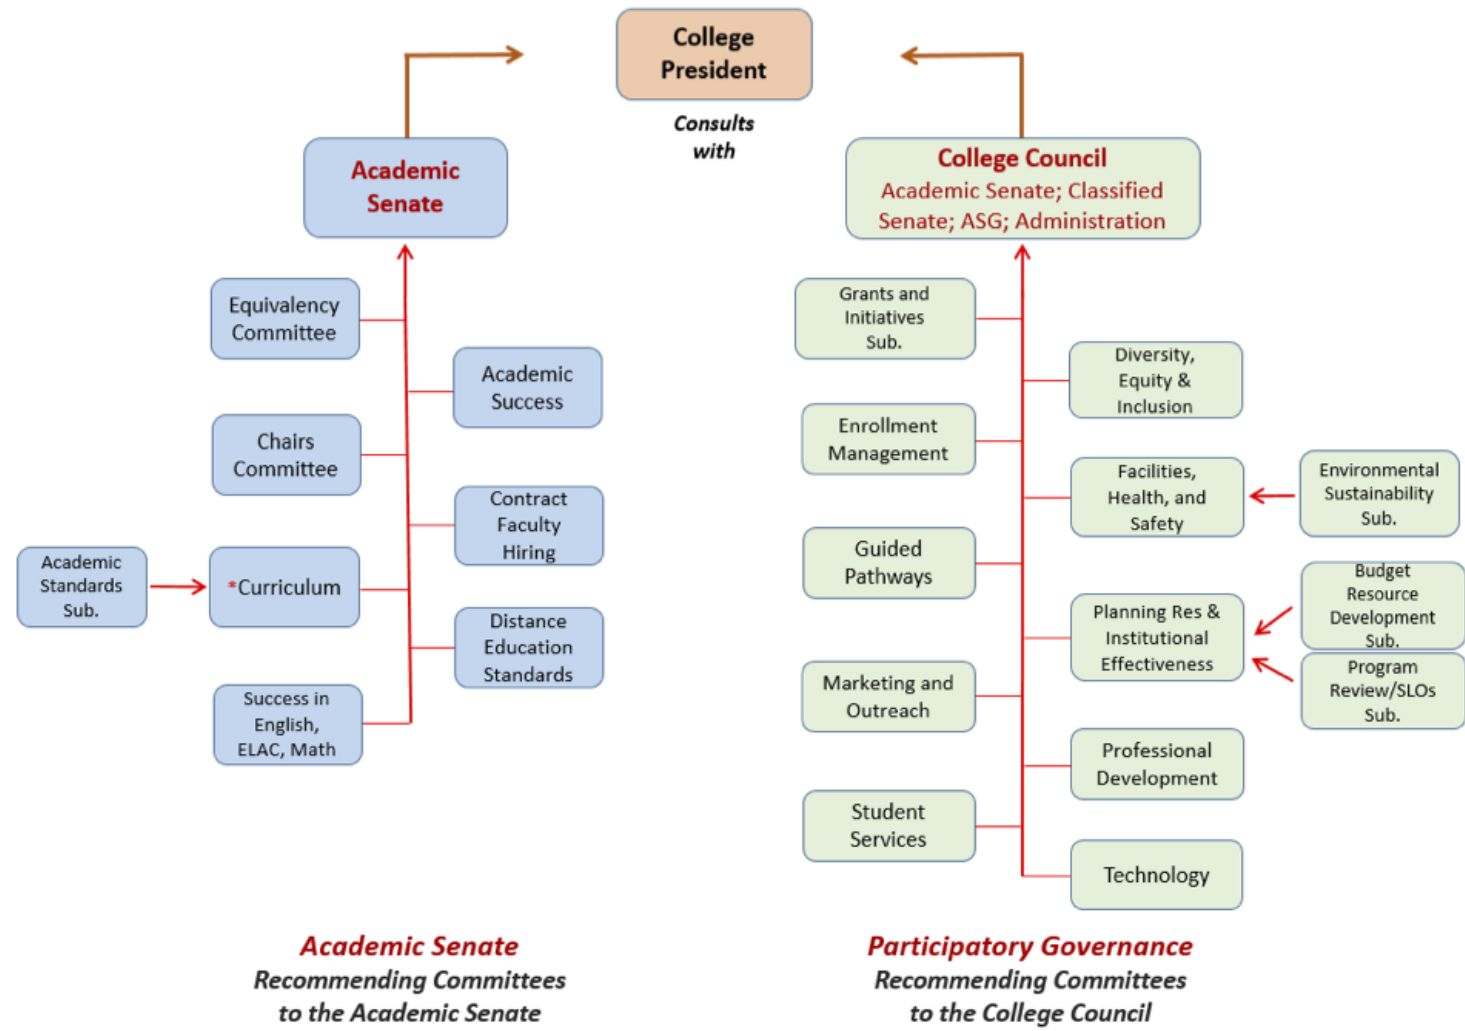 College
President
Consults
with
Academic
Senate
College Council
Academic Senate; Classified
Senate; ASG; Administration
Equivalency
Committee
Academic
Success
Chairs
Committee
Contract
Faculty
Hiring
Academic
Standards
Sub.
*Curriculum
Distance
Education
Standards
Success in
English,
ELAC, Math
Grants and
Initiatives
Sub.
Diversity,
Equity &
Inclusion
Enrollment
Management
Facilities,
Health, and
Safety
Environmental
Sustainability
Sub.
Guided
Pathways
Planning Res &
Institutional
Effectiveness
Budget
Resource
Development
Sub.
Program
Review/SLOs
Sub.
Marketing and
Outreach
Professional
Development
Student
Services
Technology
Academic Senate
Recommending Committees
to the Academic Senate
Participatory Governance
Recommending Committees
to the College Council